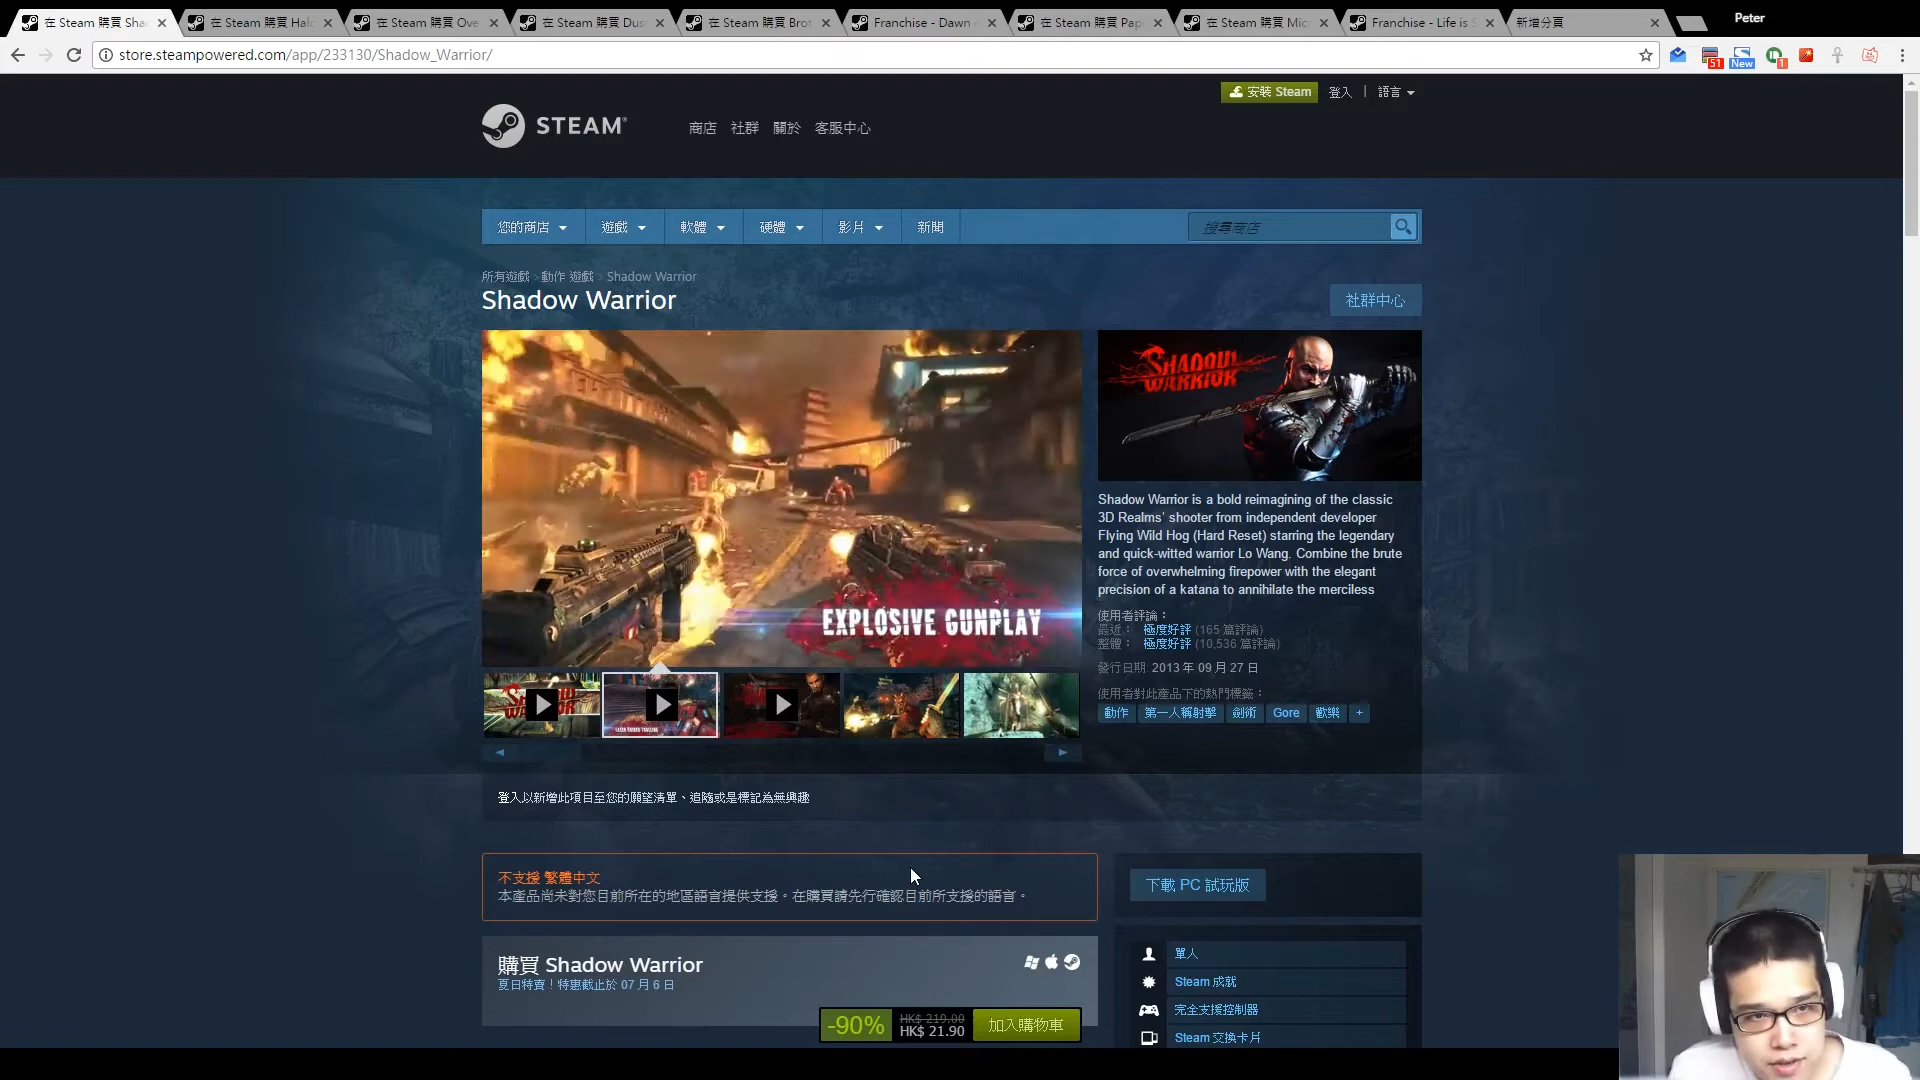 在 Steam 購買 Sha
在 Steam 購買 Halo
在 Steam 購買 Ove
在 Steam 購買 Dus
在 Steam 購買 Brot
Franchise - Dawn o
在 Steam 購買 Pap
在 Steam 購買 Mic
Franchise - Life is S
新增分頁
Peter
store.steampowered.com/app/233130/Shadow_Warrior/
51
New
1
安裝 Steam
登入
語言
STEAM
商店
社群
關於
客服中心
您的商店
遊戲
軟體
硬體
影片
新聞
搜尋商店
所有遊戲 > 動作 遊戲 > Shadow Warrior
Shadow Warrior
社群中心
EXPLOSIVE GUNPLAY
SHADOW
WARRIOR
Shadow Warrior is a bold reimagining of the classic
3D Realms' shooter from independent developer
Flying Wild Hog (Hard Reset) starring the legendary
and quick-witted warrior Lo Wang. Combine the brute
force of overwhelming firepower with the elegant
precision of a katana to annihilate the merciless
使用者評論：
最近： 極度好評 (165 篇評論)
整體： 極度好評 (10,536 篇評論)
發行日期: 2013 年 09 月 27 日
使用者對此產品下的熱門標籤：
動作
第一人稱射擊
劍術
Gore
歡樂
+
登入以新增此項目至您的願望清單、追隨或是標記為無興趣
不支援 繁體中文
本產品尚未對您目前所在的地區語言提供支援。在購買請先行確認目前所支援的語言。
下載 PC 試玩版
購買 Shadow Warrior
夏日特賣！特惠截止於 07 月 6 日
-90%
HK$ 219.00
HK$ 21.90
加入購物車
單人
Steam 成就
完全支援控制器
Steam 交換卡片